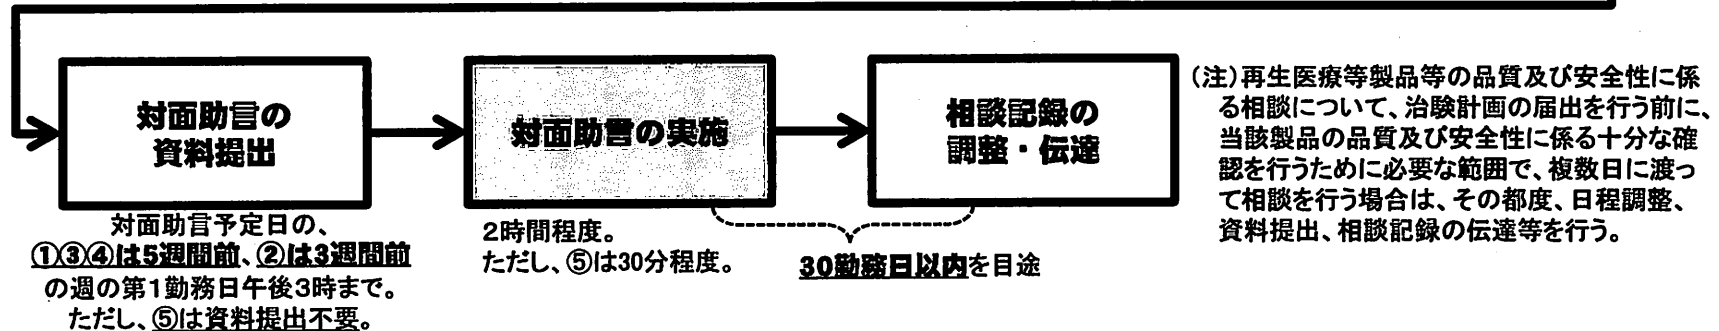 対面助言の
資料提出
対面助言予定日の、
①③④は5週間前、②は3週間前
の週の第1勤務日午後3時まで。
ただし、⑤は資料提出不要。
対面助言の実施
2時間程度。
ただし、⑤は30分程度。
相談記録の
調整・伝達
30勤務日以内を目途
(注)再生医療等製品等の品質及び安全性に係
る相談について、治験計画の届出を行う前に、
当該製品の品質及び安全性に係る十分な確
認を行うために必要な範囲で、複数日に渡っ
て相談を行う場合は、その都度、日程調整、
資料提出、相談記録の伝達等を行う。